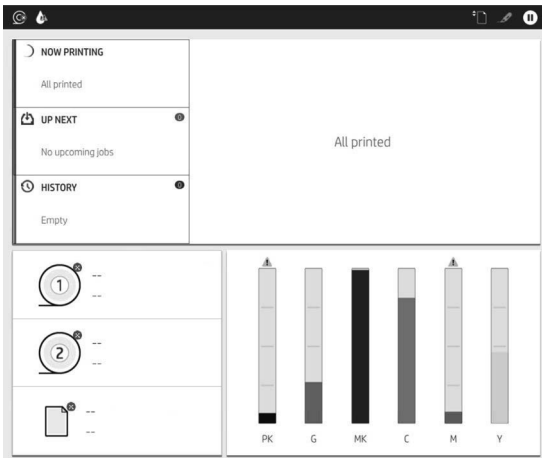 NOW PRINTING
All printed
UP NEXT
0
No upcoming jobs
HISTORY
0
Empty
All printed
1
--
--
2
--
--
--
--
PK G MK C M Y